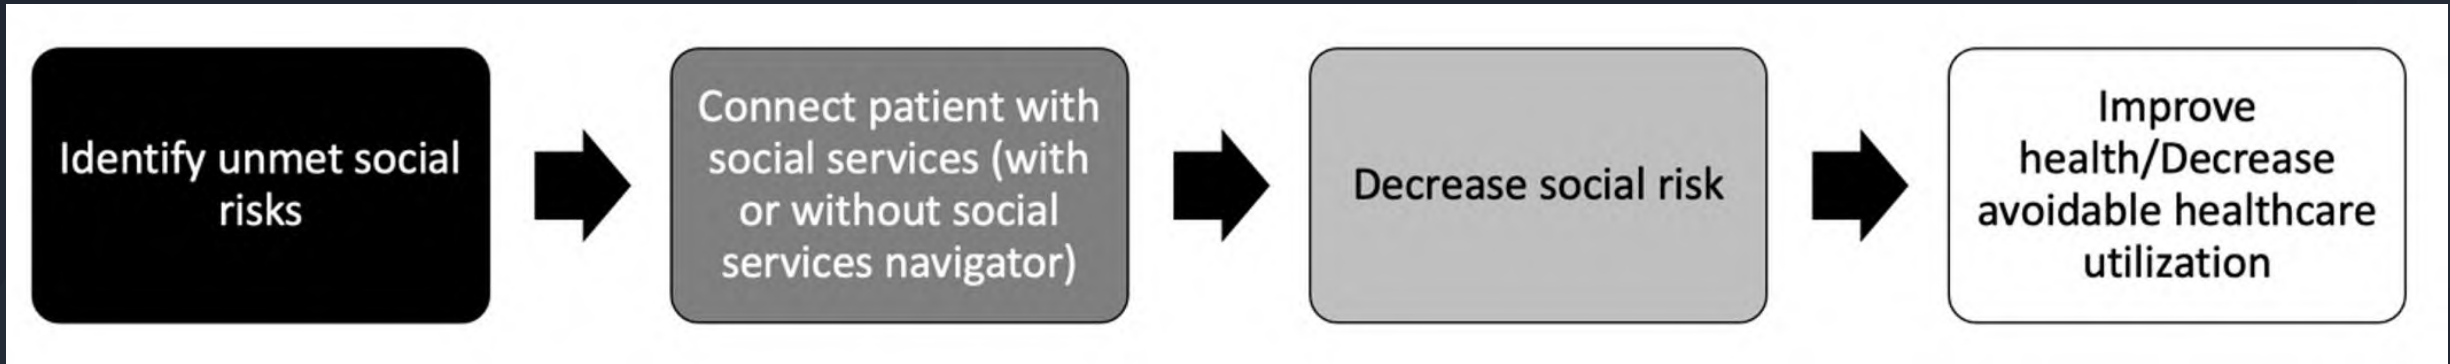 Identify unmet social
risks
Connect patient with
social services (with
or without social
services navigator)
Decrease social risk
Improve
health/Decrease
avoidable healthcare
utilization